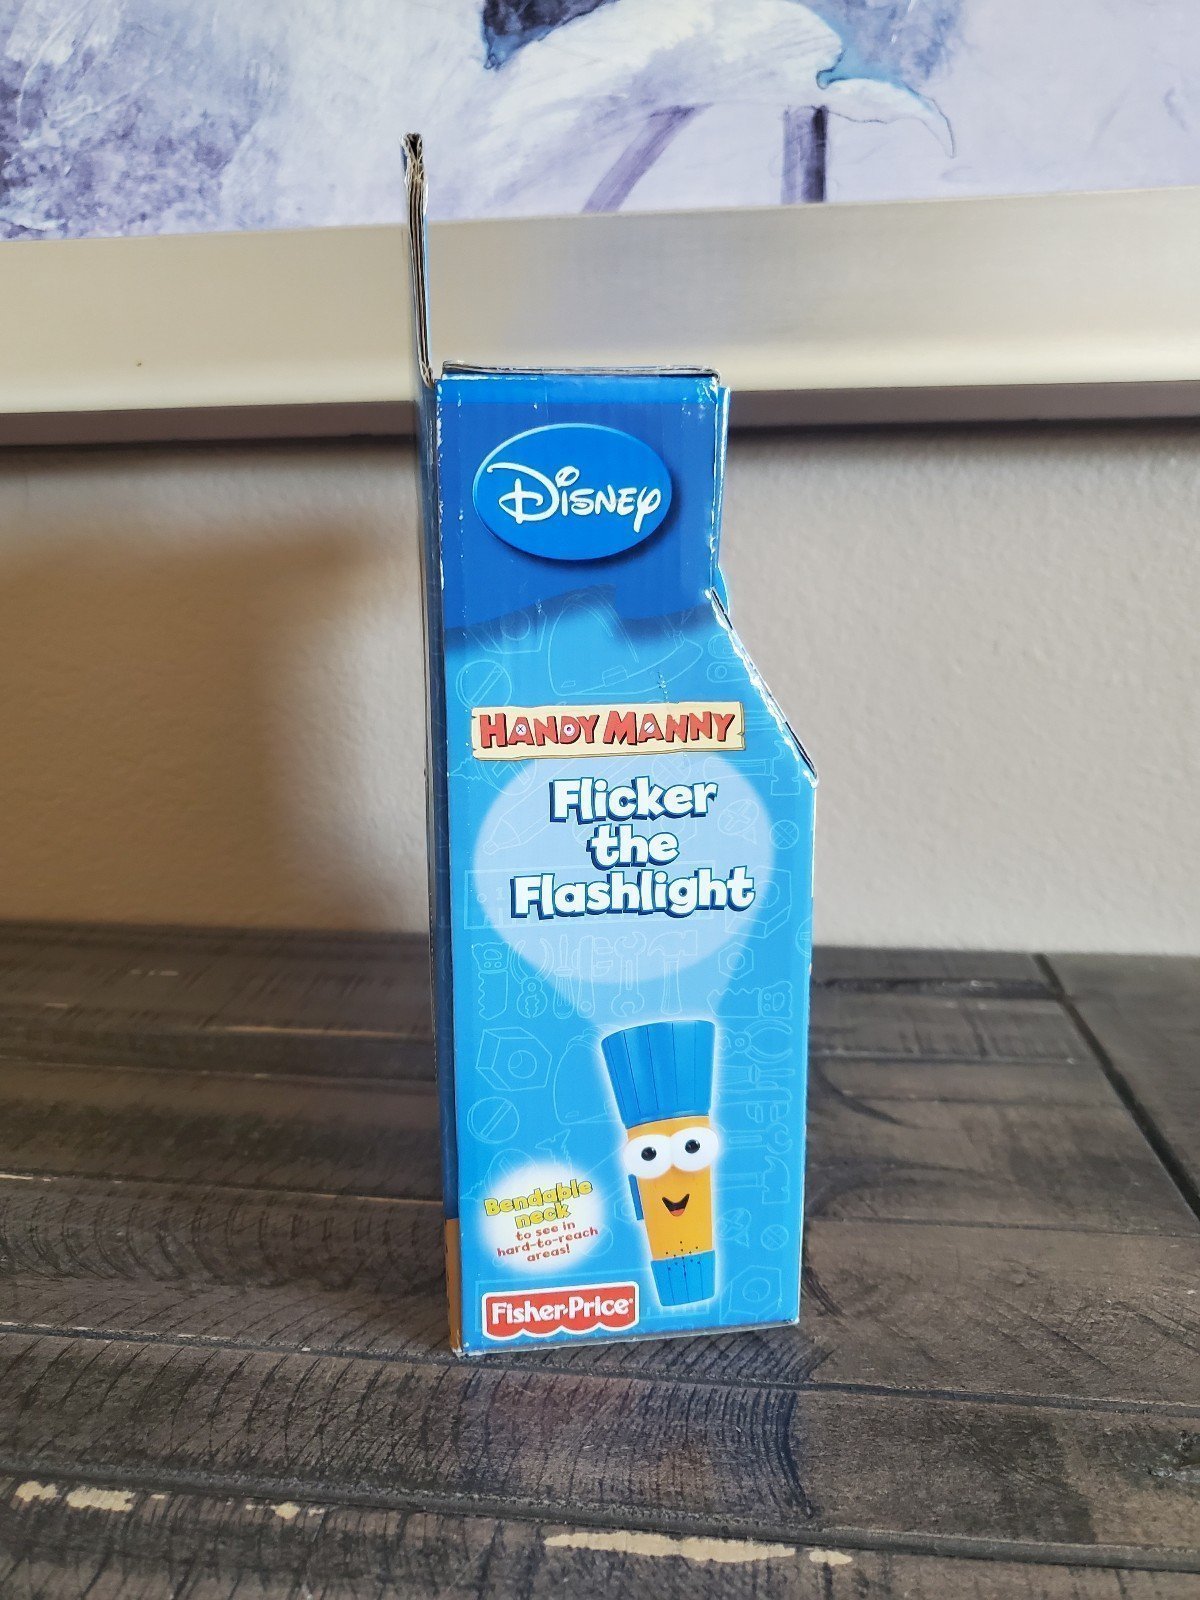 Disney
HANDY MANNY
Flicker
the
Flashlight
Bendable
neck
to see in
hard-to-reach
areas!
Fisher-Price